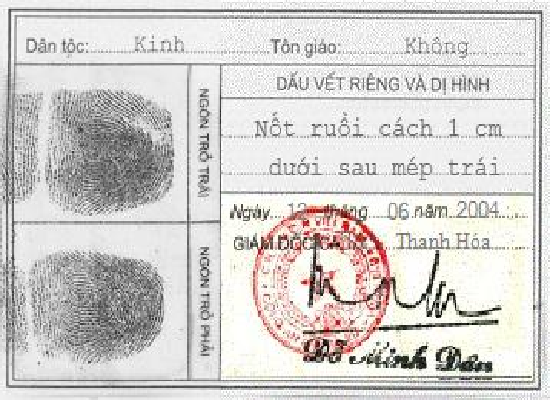 Dân tộc: Kinh Tôn giáo: Không
DẤU VẾT RIÊNG VÀ DỊ HÌNH
Nốt ruồi cách 1 cm
dưới sau mép trái
NGÓN TRỎ TRÁI
Ngày 12 tháng 06 năm 2004
GIÁM ĐỐC CA Thanh Hóa
NGÓN TRỎ PHẢI
Đỗ Minh Dân